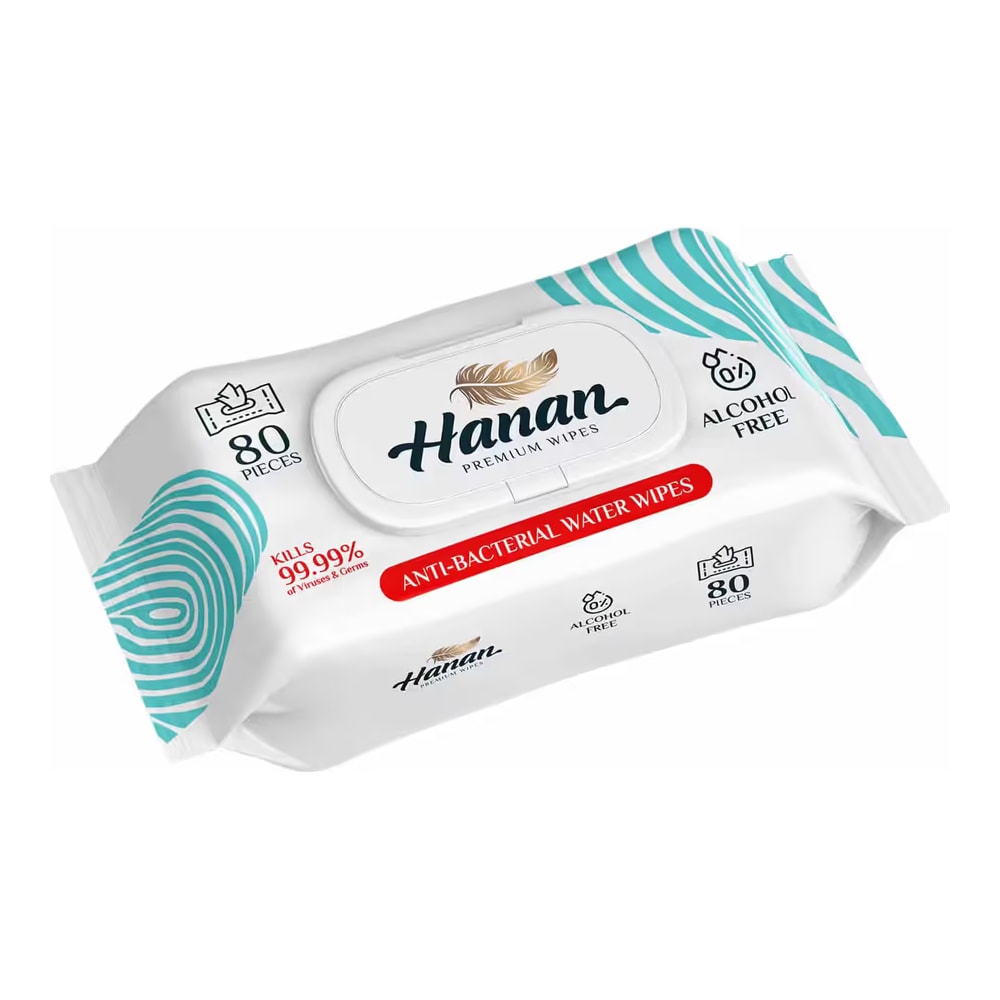 80
PIECES
Hanan
PREMIUM WIPES
0%
ALCOHOL
FREE
KILLS
99.99%
of Viruses & Germs
ANTI-BACTERIAL WATER WIPES
Hanan
PREMIUM WIPES
0%
ALCOHOL
FREE
80
PIECES